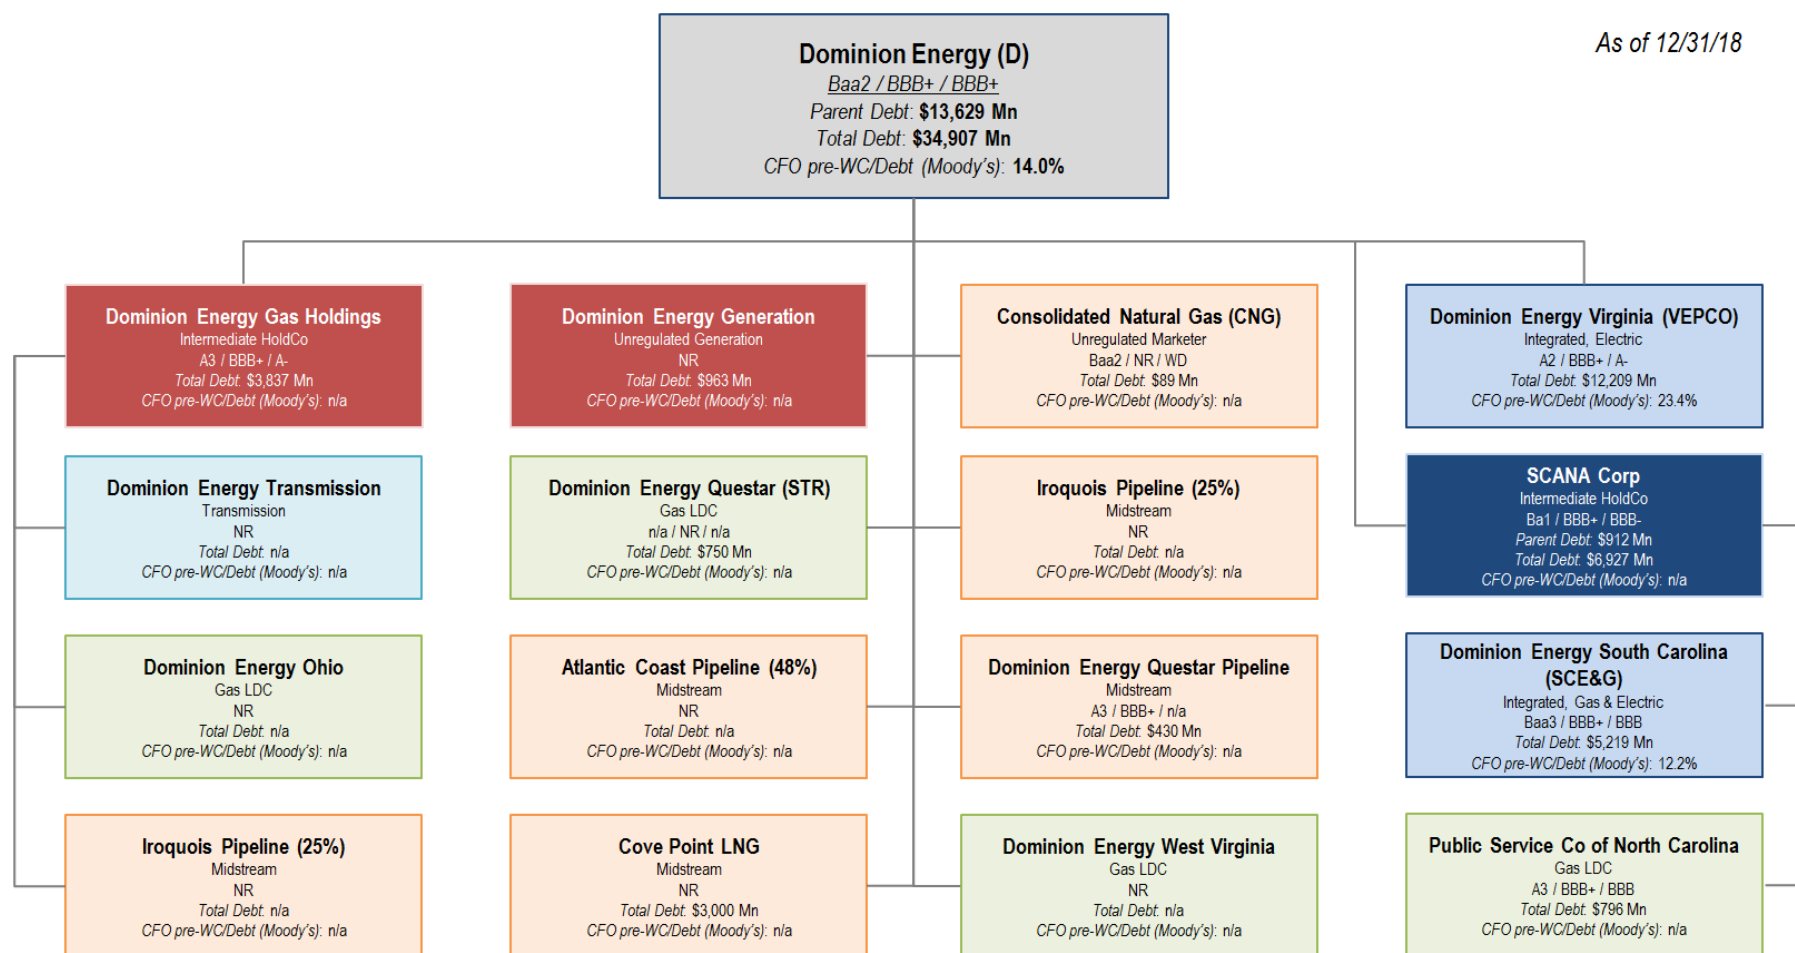 As of 12/31/18
Dominion Energy (D)
Baa2 / BBB+ / BBB+
Parent Debt: $13,629 Mn
Total Debt: $34,907 Mn
CFO pre-WC/Debt (Moody's): 14.0%
Dominion Energy Gas Holdings
Intermediate HoldCo
A3 / BBB+ / A-
Total Debt: $3,837 Mn
CFO pre-WC/Debt (Moody's): n/a
Dominion Energy Generation
Unregulated Generation
NR
Total Debt: $963 Mn
CFO pre-WC/Debt (Moody's): n/a
Consolidated Natural Gas (CNG)
Unregulated Marketer
Baa2 / NR / WD
Total Debt: $89 Mn
CFO pre-WC/Debt (Moody's): n/a
Dominion Energy Virginia (VEPCO)
Integrated, Electric
A2 / BBB+ / A-
Total Debt: $12,209 Mn
CFO pre-WC/Debt (Moody's): 23.4%
Dominion Energy Transmission
Transmission
NR
Total Debt: n/a
CFO pre-WC/Debt (Moody's): n/a
Dominion Energy Questar (STR)
Gas LDC
n/a / NR / n/a
Total Debt: $750 Mn
CFO pre-WC/Debt (Moody's): n/a
Iroquois Pipeline (25%)
Midstream
NR
Total Debt: n/a
CFO pre-WC/Debt (Moody's): n/a
SCANA Corp
Intermediate HoldCo
Ba1 / BBB+ / BBB-
Parent Debt: $912 Mn
Total Debt: $6,927 Mn
CFO pre-WC/Debt (Moody's): n/a
Dominion Energy Ohio
Gas LDC
NR
Total Debt: n/a
CFO pre-WC/Debt (Moody's): n/a
Atlantic Coast Pipeline (48%)
Midstream
NR
Total Debt: n/a
CFO pre-WC/Debt (Moody's): n/a
Dominion Energy Questar Pipeline
Midstream
A3 / BBB+ / n/a
Total Debt: $430 Mn
CFO pre-WC/Debt (Moody's): n/a
Dominion Energy South Carolina
(SCE&G)
Integrated, Gas & Electric
Baa3 / BBB+ / BBB
Total Debt: $5,219 Mn
CFO pre-WC/Debt (Moody's): 12.2%
Iroquois Pipeline (25%)
Midstream
NR
Total Debt: n/a
CFO pre-WC/Debt (Moody's): n/a
Cove Point LNG
Midstream
NR
Total Debt: $3,000 Mn
CFO pre-WC/Debt (Moody's): n/a
Dominion Energy West Virginia
Gas LDC
NR
Total Debt: n/a
CFO pre-WC/Debt (Moody's): n/a
Public Service Co of North Carolina
Gas LDC
A3 / BBB+ / BBB
Total Debt: $796 Mn
CFO pre-WC/Debt (Moody's): n/a